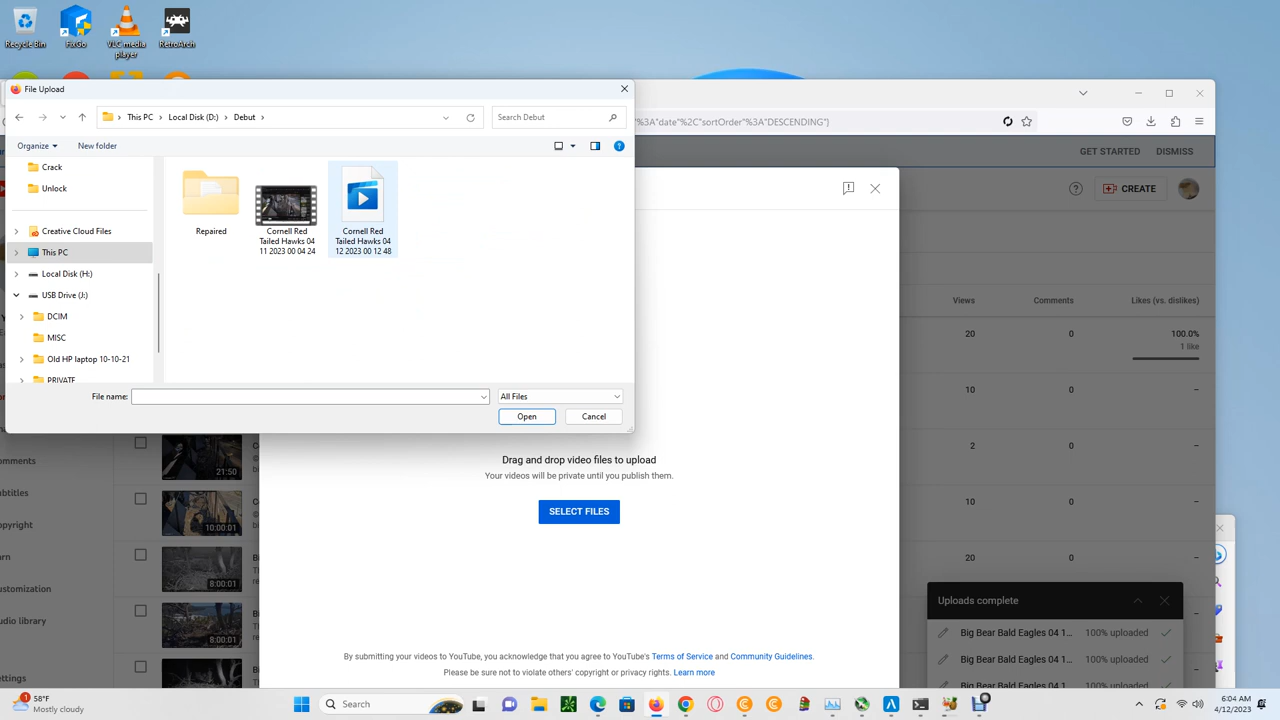 Recycle Bin
FixGo
VLC media
player
RetroArch
File Upload
This PC
Local Disk (D:)
Debut
Search Debut
%3A"date"%2C"sortOrder"%3A"DESCENDING"}
Organize
New folder
GET STARTED
DISMISS
Crack
Unlock
CREATE
Creative Cloud Files
This PC
Local Disk (H:)
USB Drive (J:)
DCIM
MISC
Old HP laptop 10-10-21
PRIVATE
Repaired
Cornell Red
Tailed Hawks 04
11 2023 00 04 24
Cornell Red
Tailed Hawks 04
12 2023 00 12 48
Views
Comments
Likes (vs. dislikes)
20
0
100.0%
1 like
10
0
–
2
0
–
10
0
–
20
0
–
File name:
All Files
Open
Cancel
omments
ubtitles
opyright
arn
ustomization
udio library
21:50
10:00:01
8:00:01
8:00:01
Drag and drop video files to upload
Your videos will be private until you publish them.
SELECT FILES
By submitting your videos to YouTube, you acknowledge that you agree to YouTube's Terms of Service and Community Guidelines.
Please be sure not to violate others' copyright or privacy rights. Learn more
Uploads complete
Big Bear Bald Eagles 04 1...
100% uploaded
Big Bear Bald Eagles 04 1...
100% uploaded
58°F
Mostly cloudy
Search
6:04 AM
4/12/2023